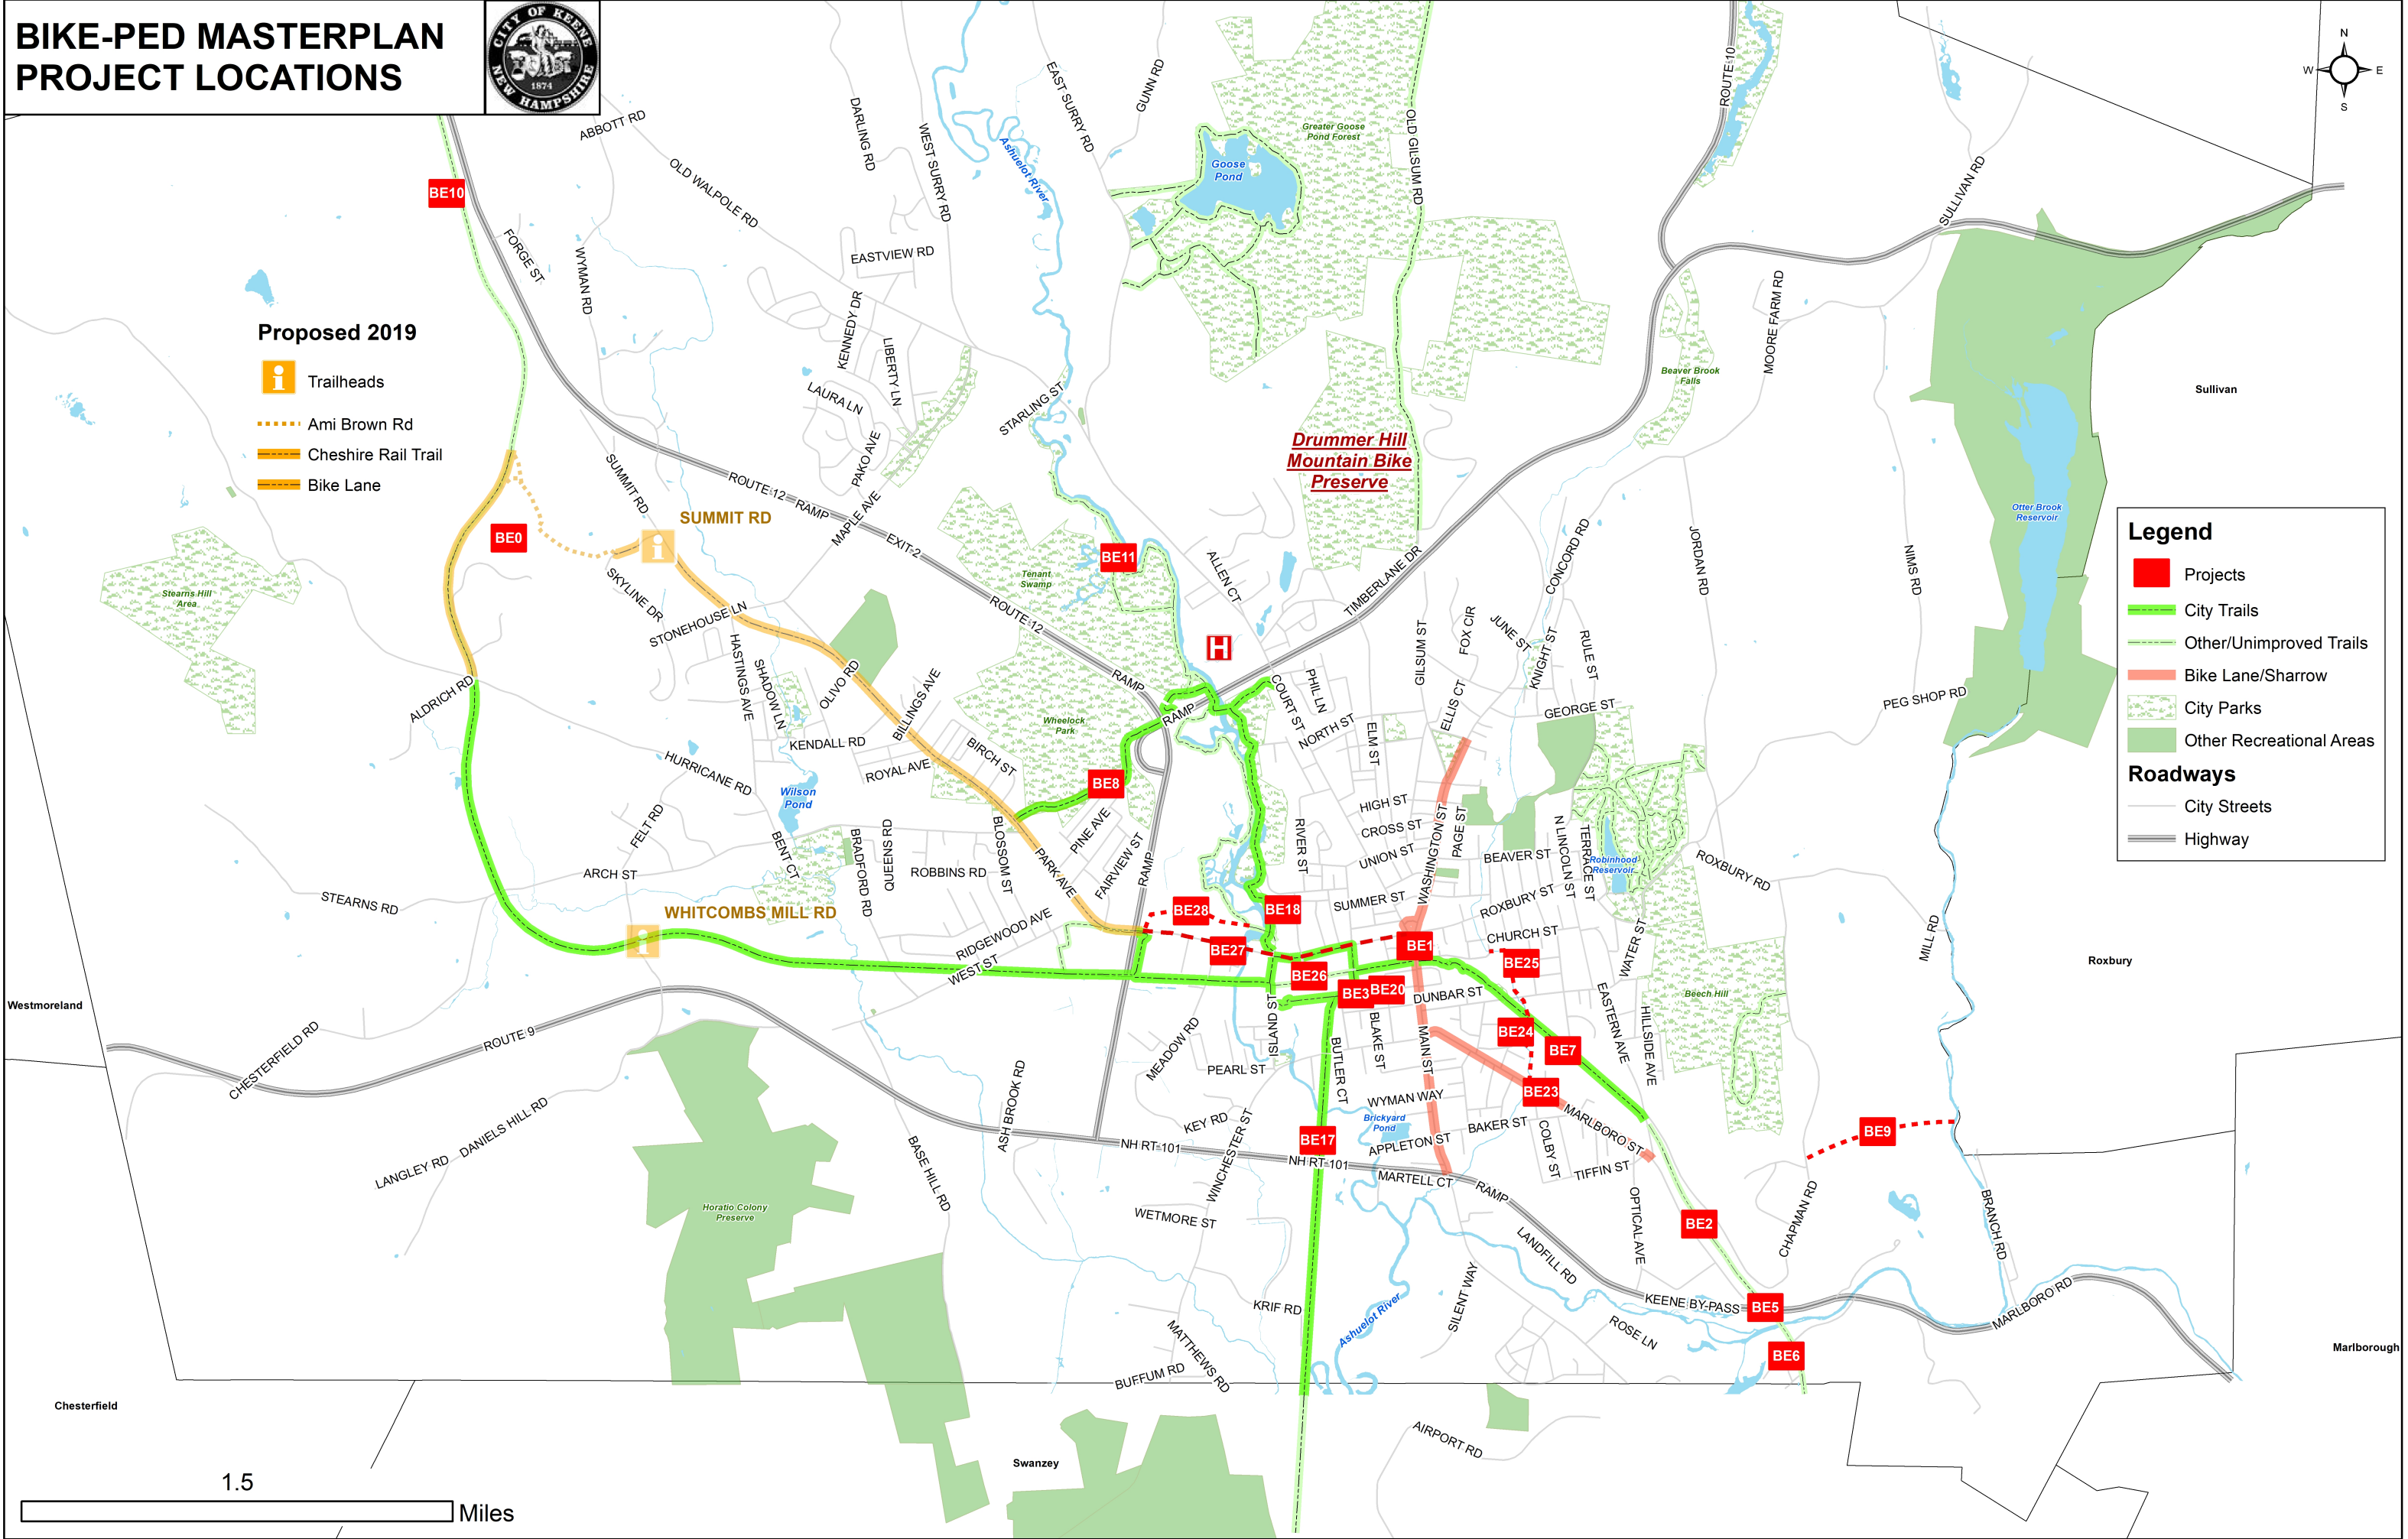 BIKE-PED MASTERPLAN
PROJECT LOCATIONS
CITY OF KEENE
1874
NEW HAMPSHIRE
N
W
E
S
Proposed 2019
Trailheads
Ami Brown Rd
Cheshire Rail Trail
Bike Lane
Legend
Projects
City Trails
Other/Unimproved Trails
Bike Lane/Sharrow
City Parks
Other Recreational Areas
Roadways
City Streets
Highway
ABBOTT RD
OLD WALPOLE RD
DARLING RD
WEST SURRY RD
Ashuelot River
EAST SURRY RD
GUNN RD
Goose
Pond
Greater Goose
Pond Forest
OLD GILSUM RD
ROUTE 10
SULLIVAN RD
BE10
FORGE ST
WYMAN RD
EASTVIEW RD
KENNEDY DR
LIBERTY LN
LAURA LN
PAKO AVE
MAPLE AVE
STARLING ST
MOORE FARM RD
Beaver Brook
Falls
Sullivan
Drummer Hill
Mountain Bike
Preserve
SUMMIT RD
SUMMIT RD
ROUTE 12
RAMP
EXIT 2
ROUTE 12
RAMP
RAMP
BE0
BE11
Tenant
Swamp
ALLEN CT
TIMBERLANE DR
CONCORD RD
JORDAN RD
NIMS RD
Otter Brook
Reservoir
Stearns Hill
Area
SKYLINE DR
STONEHOUSE LN
HASTINGS AVE
SHADOW LN
OLIVO RD
BILLINGS AVE
H
GILSUM ST
FOX CIR
JUNE ST
KNIGHT ST
RULE ST
PHIL LN
COURT ST
NORTH ST
ELM ST
ELLIS CT
GEORGE ST
PEG SHOP RD
ALDRICH RD
HURRICANE RD
KENDALL RD
ROYAL AVE
BIRCH ST
Wheelock
Park
BE8
Wilson
Pond
FELT RD
BENT CT
BRADFORD RD
QUEENS RD
BLOSSOM ST
PARK AVE
PINE AVE
FAIRVIEW ST
RAMP
RIVER ST
HIGH ST
CROSS ST
UNION ST
WASHINGTON ST
PAGE ST
BEAVER ST
N LINCOLN ST
TERRACE ST
Robinhood
Reservoir
ROXBURY RD
ARCH ST
ROBBINS RD
STEARNS RD
WHITCOMBS MILL RD
RIDGEWOOD AVE
WEST ST
SUMMER ST
ROXBURY ST
CHURCH ST
WATER ST
MILL RD
Roxbury
BE28
BE18
BE27
BE1
BE26
BE25
BE3
BE20
DUNBAR ST
Beech Hill
Westmoreland
CHESTERFIELD RD
ROUTE 9
MEADOW RD
ISLAND ST
BUTLER CT
BLAKE ST
MAIN ST
BE24
BE7
EASTERN AVE
HILLSIDE AVE
PEARL ST
WYMAN WAY
BE23
MARLBORO ST
DANIELS HILL RD
LANGLEY RD
ASH BROOK RD
BASE HILL RD
KEY RD
WINCHESTER ST
Brickyard
Pond
APPLETON ST
BAKER ST
COLBY ST
TIFFIN ST
BE9
BE17
NH RT-101
NH RT-101
MARTELL CT
RAMP
OPTICAL AVE
CHAPMAN RD
BRANCH RD
Horatio Colony
Preserve
WETMORE ST
LANDFILL RD
BE2
KRIF RD
Ashuelot River
SILENT WAY
KEENE BY-PASS
BE5
ROSE LN
MARLBORO RD
BE6
MATTHEWS RD
BUFFUM RD
Marlborough
Chesterfield
AIRPORT RD
Swanzey
1.5
Miles